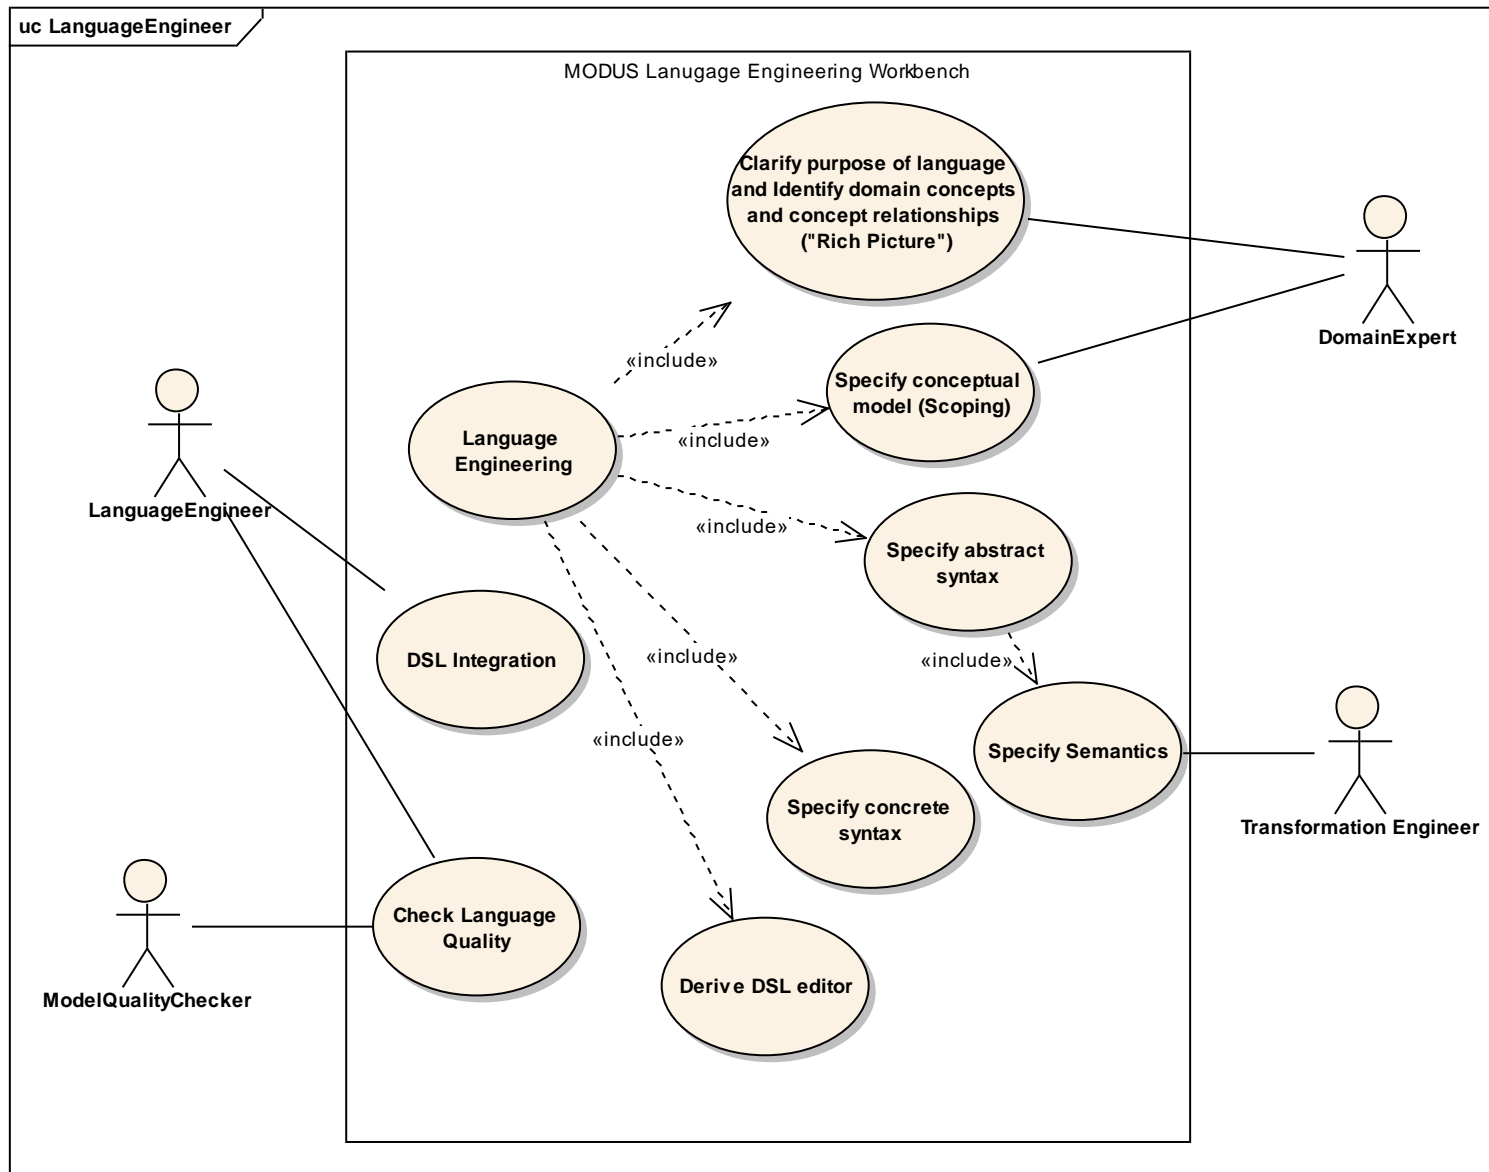 uc LanguageEngineer
MODUS Lanugage Engineering Workbench
Clarify purpose of language
and Identify domain concepts
and concept relationships
("Rich Picture")
DomainExpert
«include»
Specify conceptual
model (Scoping)
Language
Engineering
«include»
LanguageEngineer
«include»
Specify abstract
syntax
DSL Integration
«include»
«include»
«include»
Specify Semantics
Specify concrete
syntax
Transformation Engineer
Check Language
Quality
Derive DSL editor
ModelQualityChecker